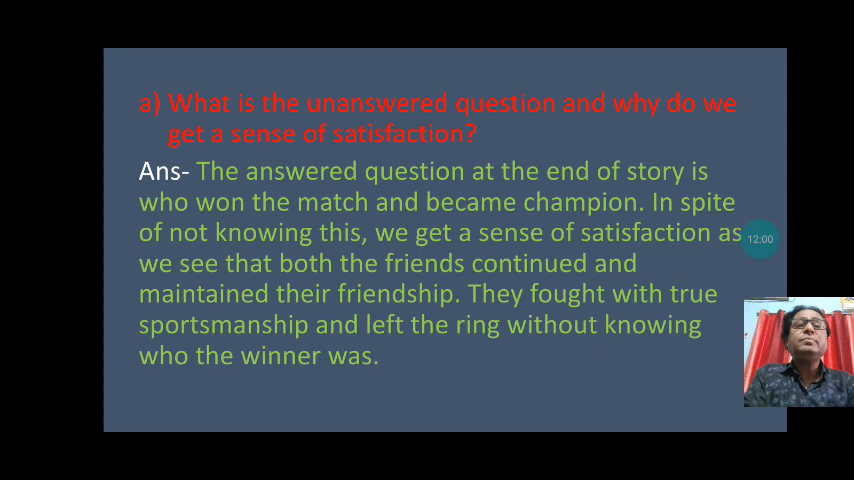 a) What is the unanswered question and why do we
get a sense of satisfaction?
Ans- The answered question at the end of story is
who won the match and became champion. In spite
of not knowing this, we get a sense of satisfaction as
12:00
we see that both the friends continued and
maintained their friendship. They fought with true
sportsmanship and left the ring without knowing
who the winner was.